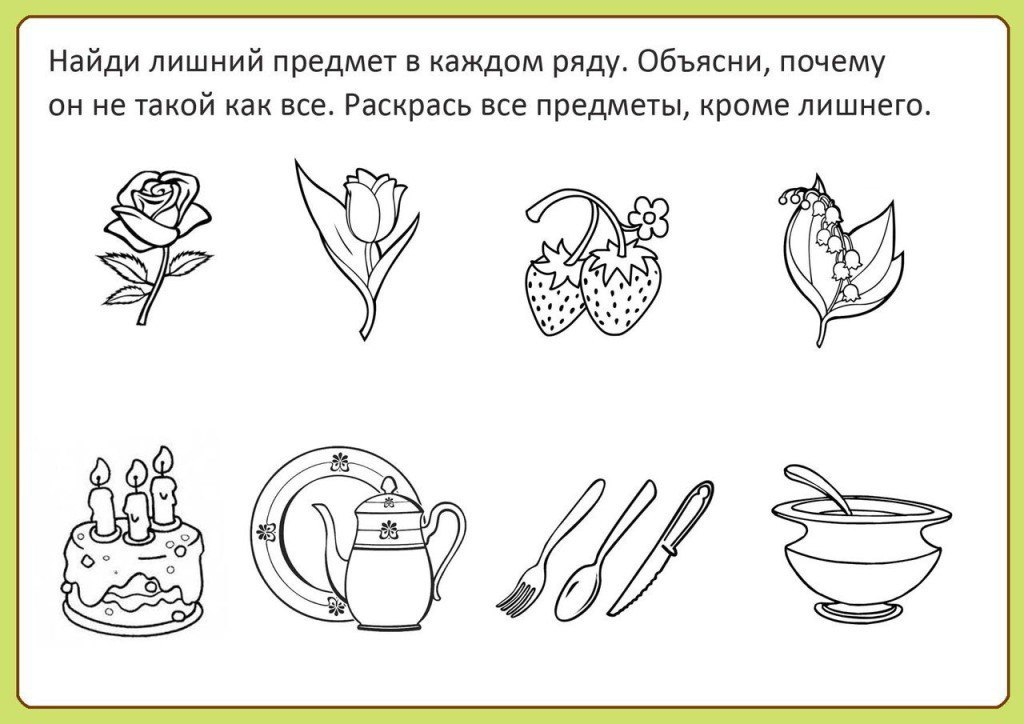 Найди лишний предмет в каждом ряду. Объясни, почему
он не такой как все. Раскрась все предметы, кроме лишнего.